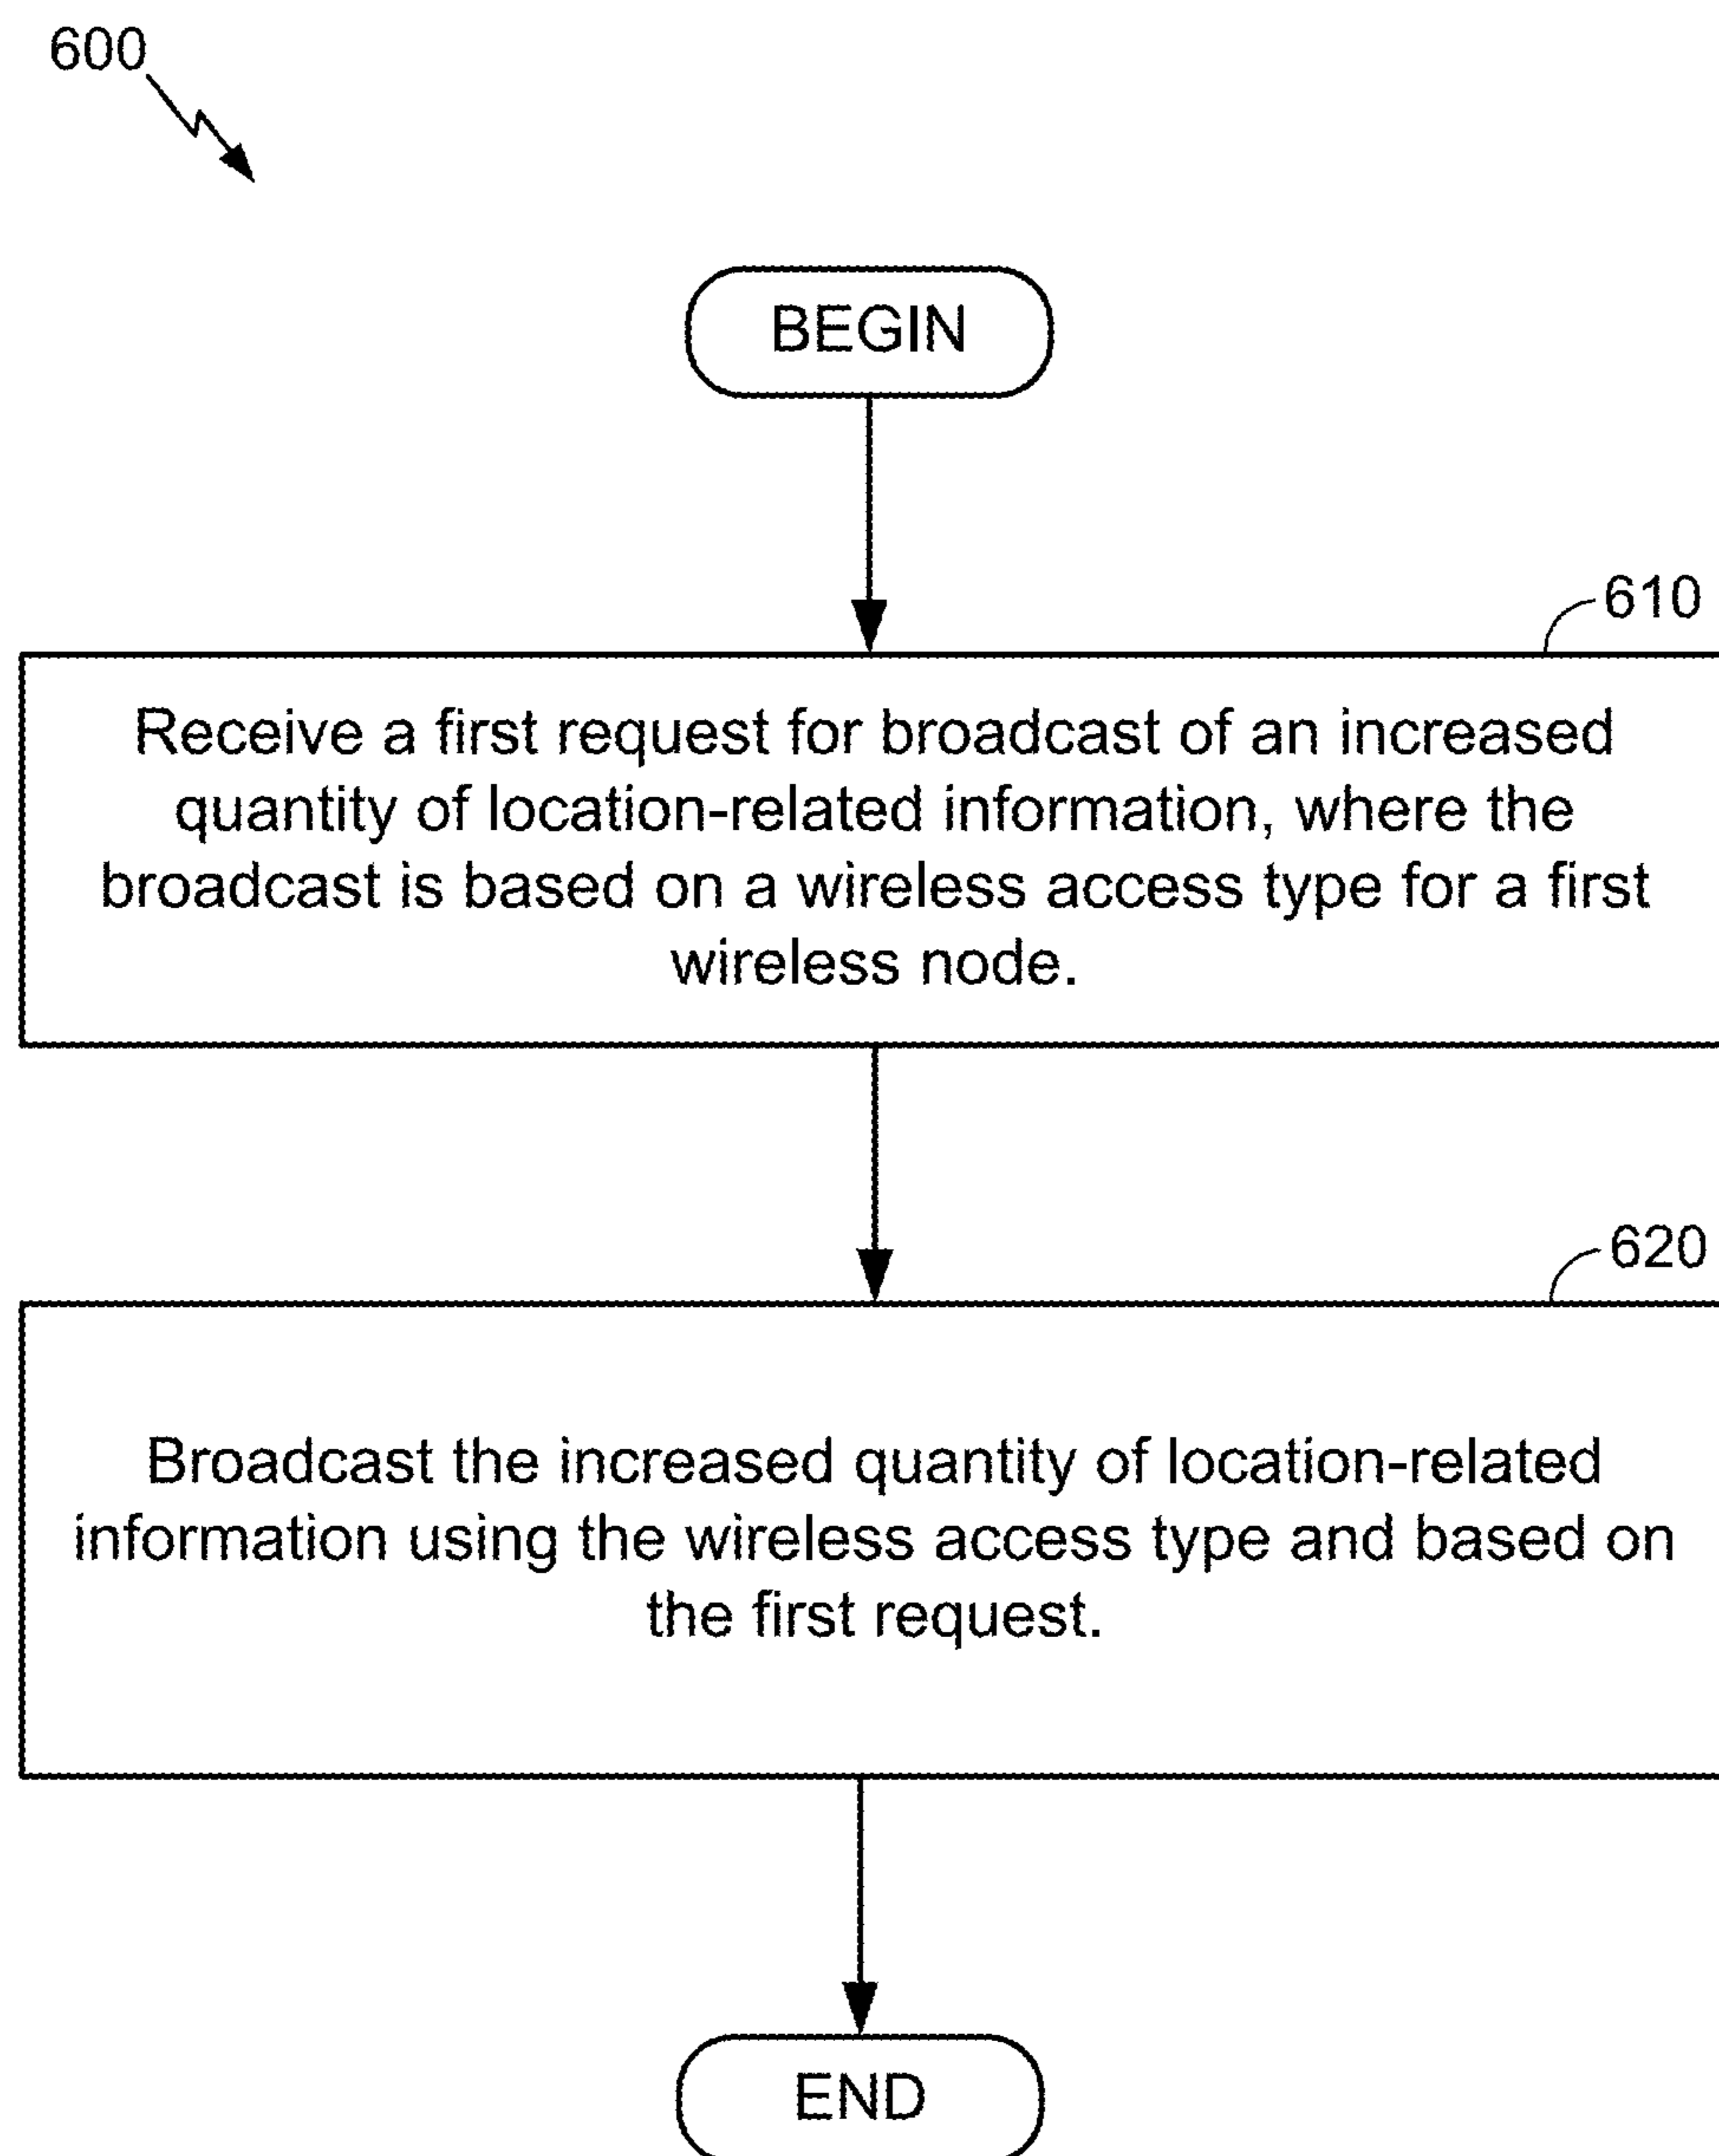 600
BEGIN
610
Receive a first request for broadcast of an increased
quantity of location-related information, where the
broadcast is based on a wireless access type for a first
wireless node.
620
Broadcast the increased quantity of location-related
information using the wireless access type and based on
the first request.
END